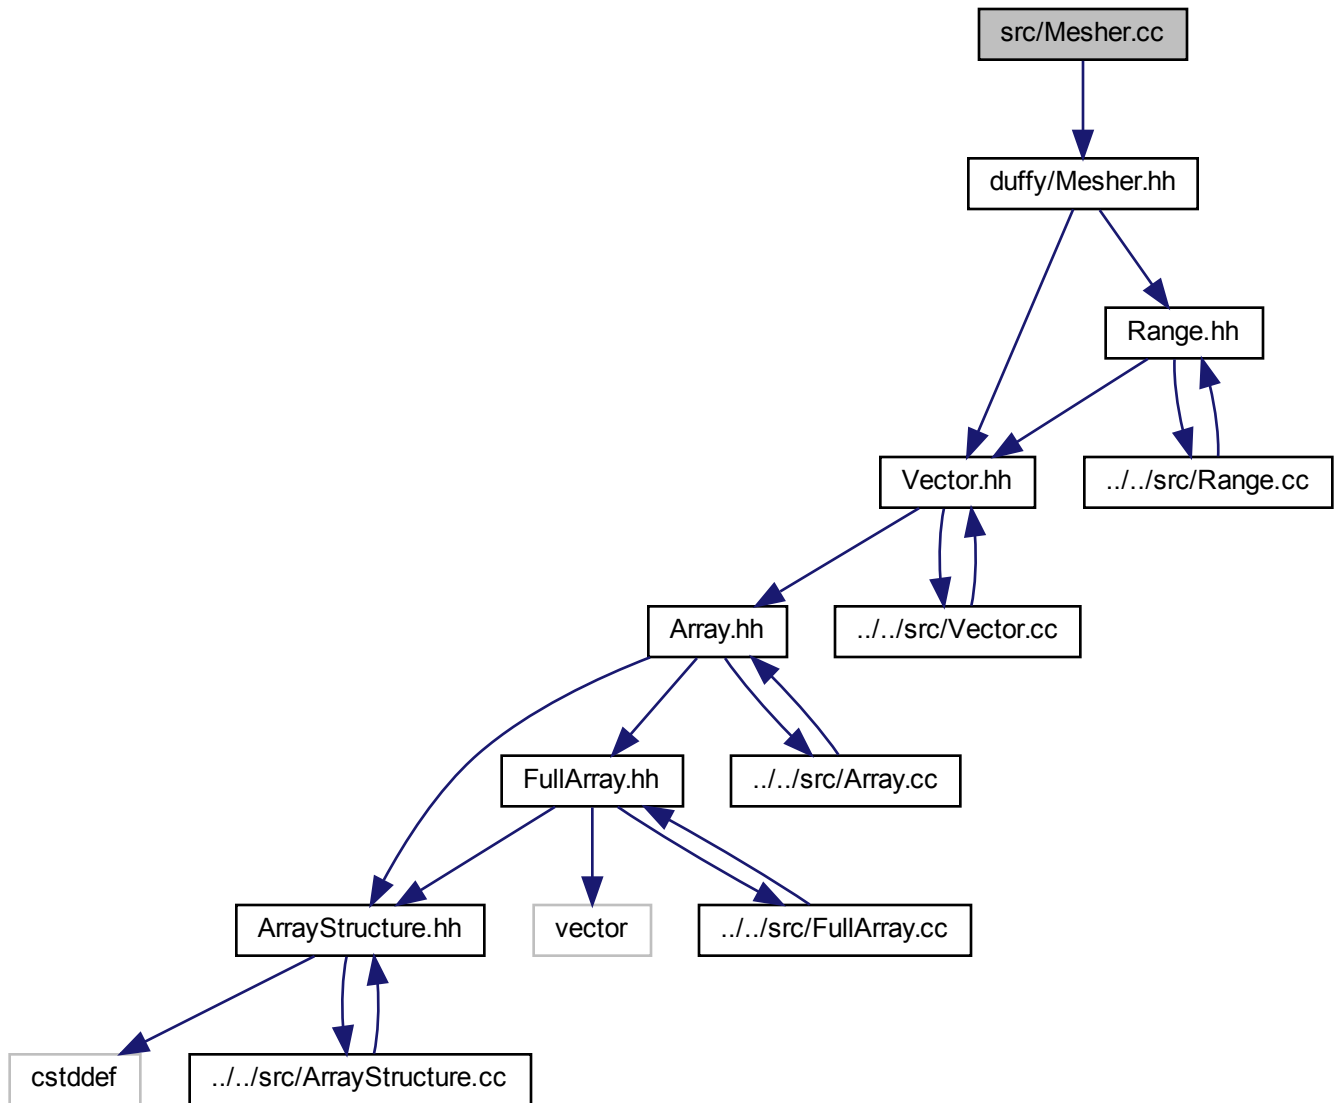 src/Mesher.cc
duffy/Mesher.hh
Range.hh
Vector.hh
../../src/Range.cc
Array.hh
../../src/Vector.cc
FullArray.hh
../../src/Array.cc
ArrayStructure.hh
vector
../../src/FullArray.cc
cstddef
../../src/ArrayStructure.cc